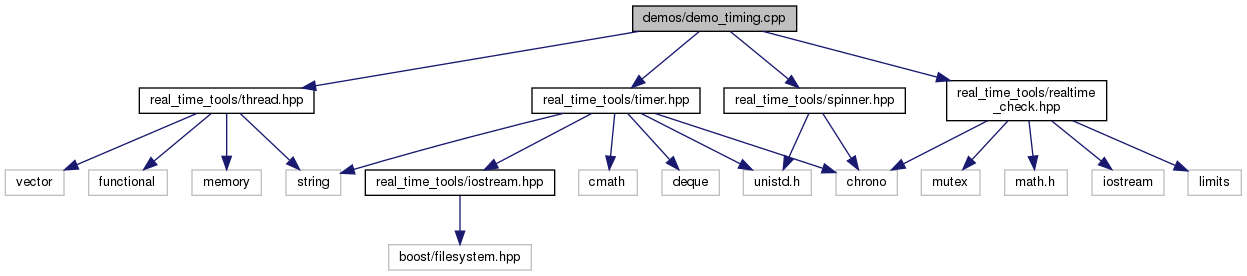 demos/demo_timing.cpp
real_time_tools/thread.hpp
real_time_tools/timer.hpp
real_time_tools/spinner.hpp
real_time_tools/realtime
_check.hpp
vector
functional
memory
string
real_time_tools/iostream.hpp
cmath
deque
unistd.h
chrono
mutex
math.h
iostream
limits
boost/filesystem.hpp